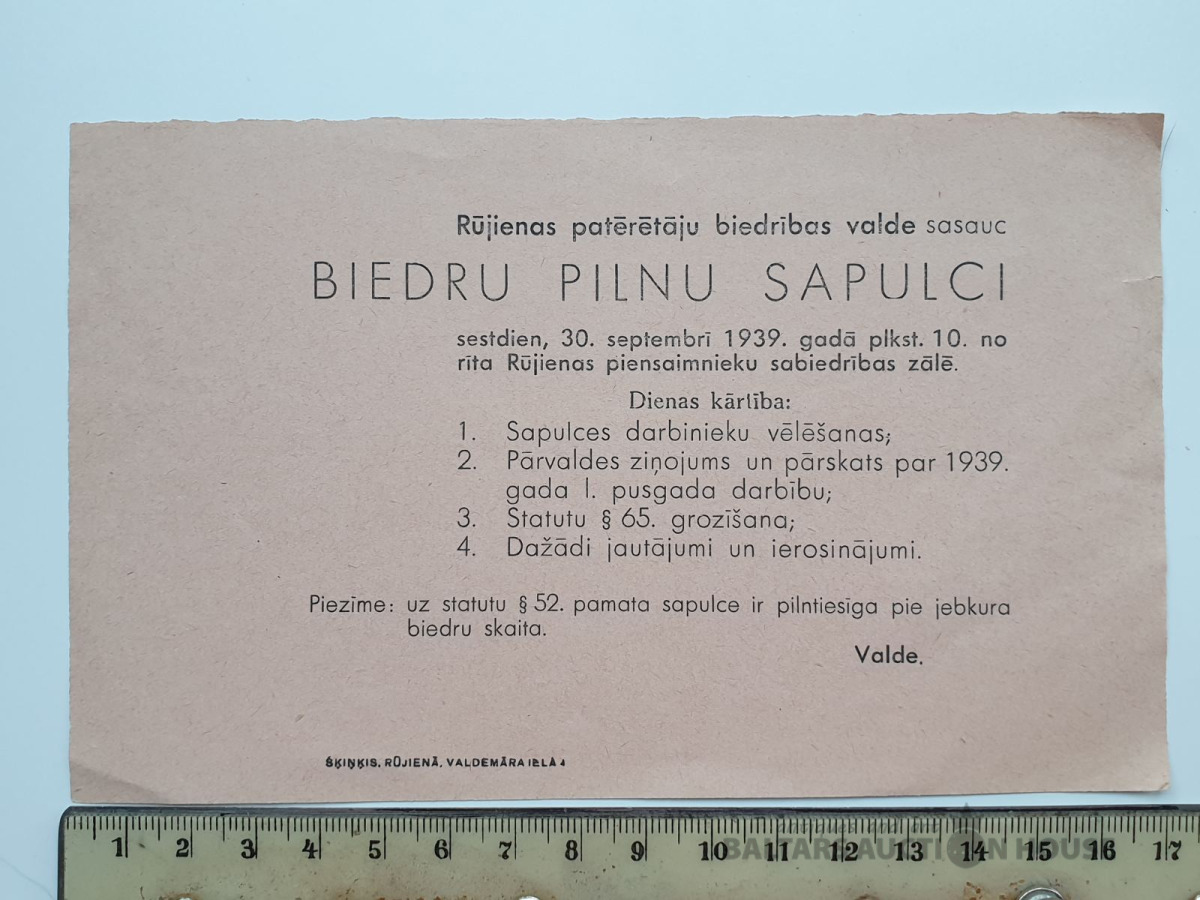 Rūjienas patērētāju biedrības valde sasauc
BIEDRU PILNU SAPULCI
sestdien, 30. septembrī 1939. gadā plkst. 10. no
rīta Rūjienas piensaimnieku sabiedrības zālē.
Dienas kārtība:
1. Sapulces darbinieku vēlēšanas;
2. Pārvaldes ziņojums un pārskats par 1939.
gada I. pusgada darbību;
3. Statutu § 65. grozīšana;
4. Dažādi jautājumi un ierosinājumi.
Piezīme: uz statutu § 52. pamata sapulce ir pilntiesīga pie jebkura
biedru skaita.
Valde.
ŠĶIŅĶIS, RŪJIENĀ, VALDEMĀRA IELĀ 4
1 2 3 4 5 6 7 8 9 10 11 12 13 14 15 16 17